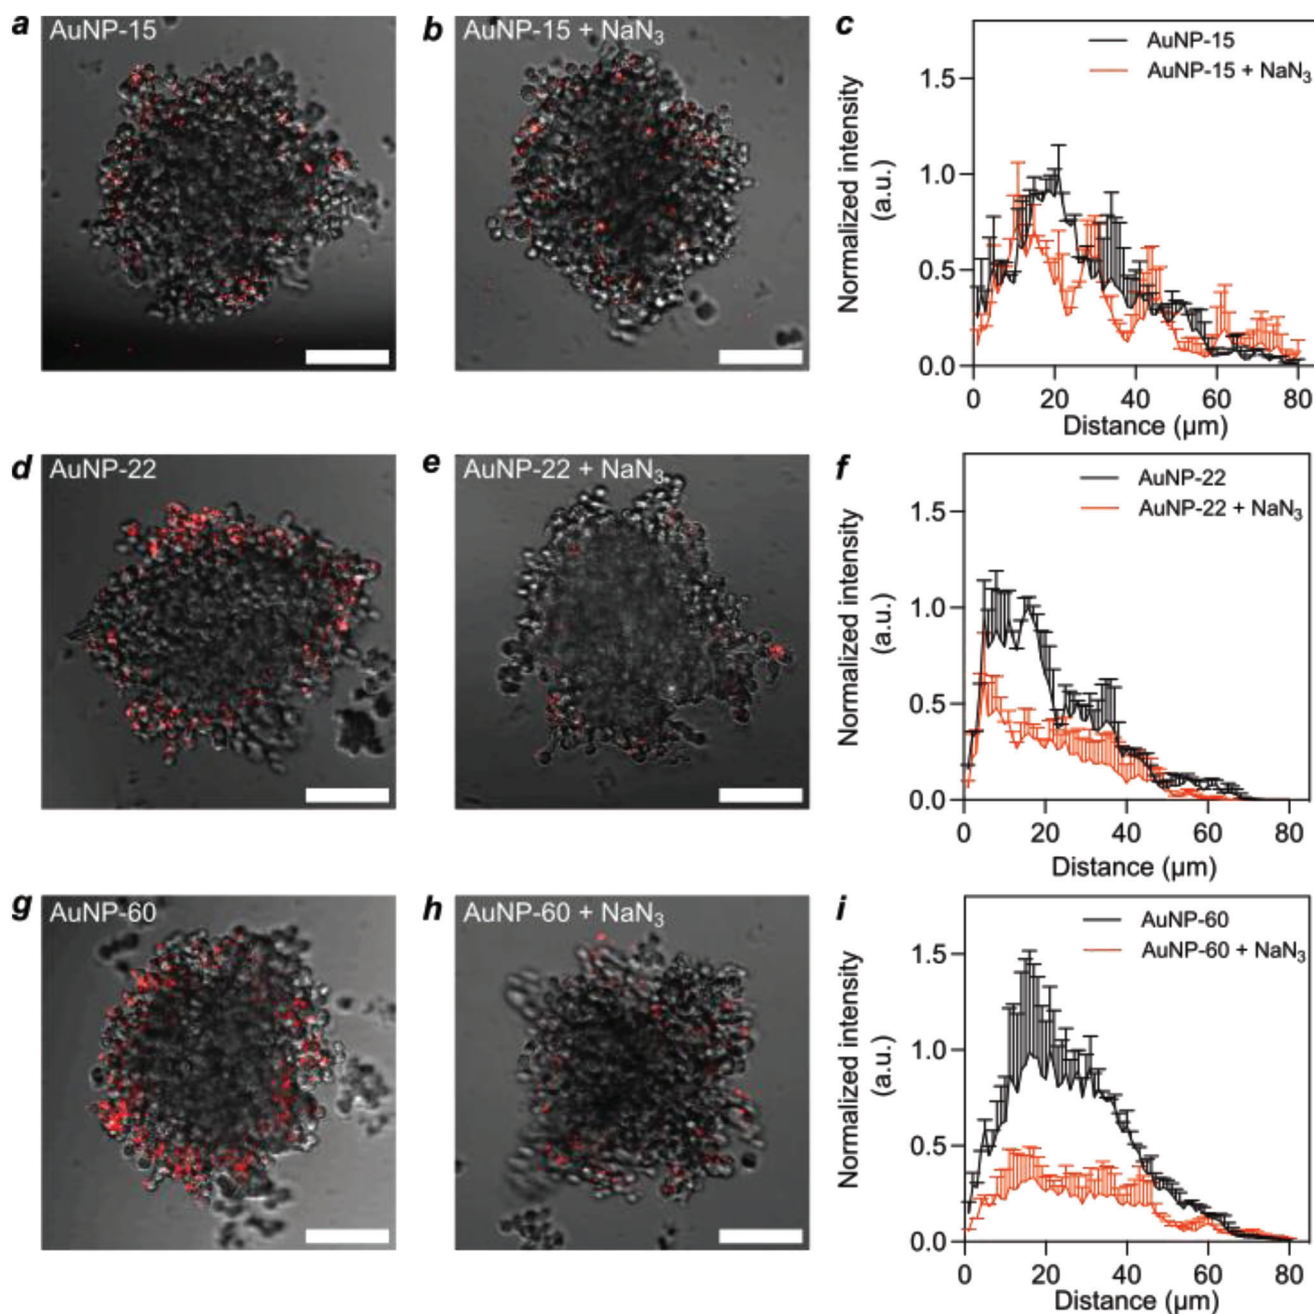 a
AuNP-15
b
AuNP-15 + NaN₃
c
AuNP-15
AuNP-15 + NaN₃
Normalized intensity
(a.u.)
1.5
1.0
0.5
0.0
0 20 40 60 80
Distance (µm)
d
AuNP-22
e
AuNP-22 + NaN₃
f
AuNP-22
AuNP-22 + NaN₃
Normalized intensity
(a.u.)
1.5
1.0
0.5
0.0
0 20 40 60 80
Distance (µm)
g
AuNP-60
h
AuNP-60 + NaN₃
i
AuNP-60
AuNP-60 + NaN₃
Normalized intensity
(a.u.)
1.5
1.0
0.5
0.0
0 20 40 60 80
Distance (µm)